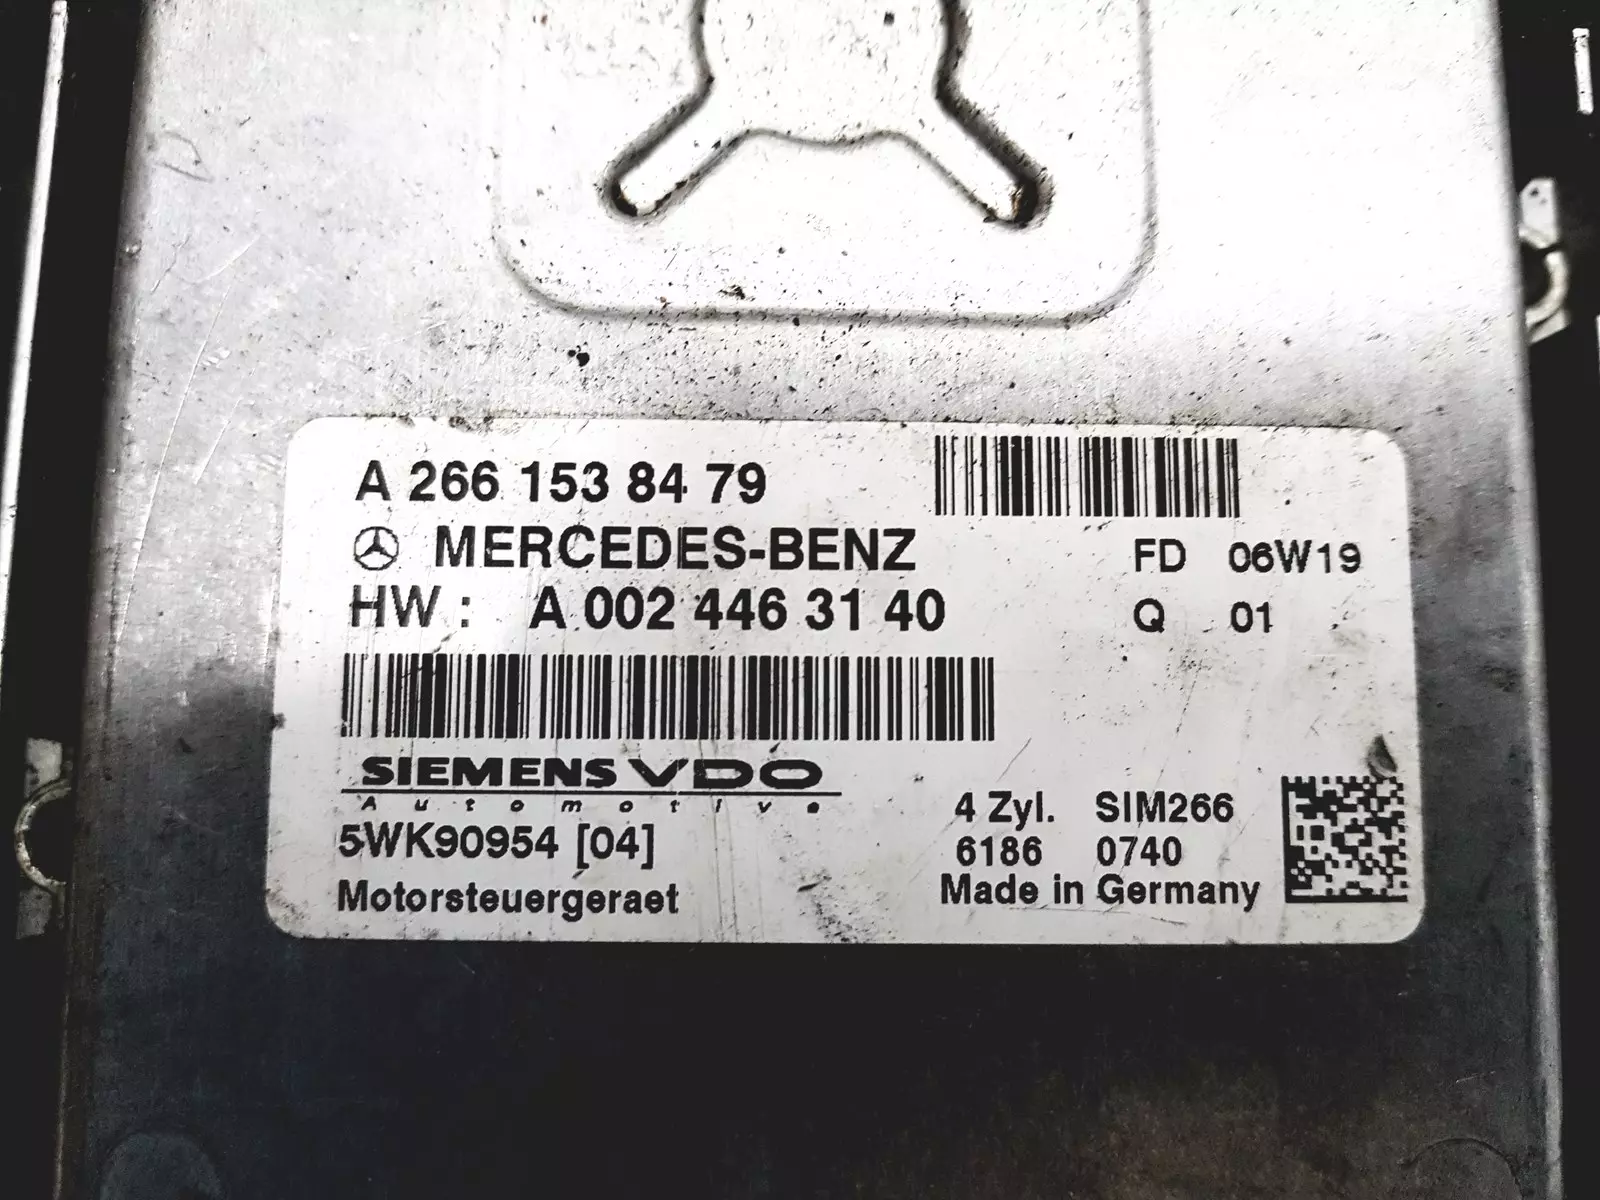 A 266 153 84 79
MERCEDES-BENZ
FD 06W19
HW : A 002 446 31 40
Q 01
SIEMENS VDO
Automotive
5WK90954 [04]
4 Zyl. SIM266
6186 0740
Motorsteuergeraet
Made in Germany